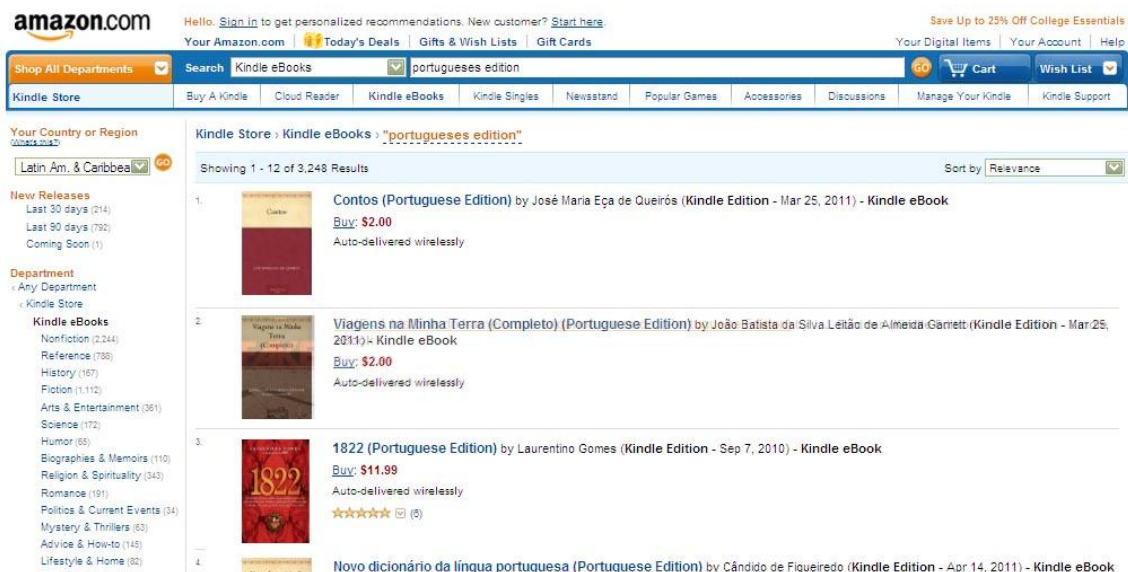 amazon.com
Hello. Sign in to get personalized recommendations. New customer? Start here.
Save Up to 25% Off College Essentials
Your Amazon.com | Today's Deals | Gifts & Wish Lists | Gift Cards
Your Digital Items | Your Account | Help
Shop All Departments
Search Kindle eBooks portugueses edition GO Cart Wish List
Kindle Store
Buy A Kindle Cloud Reader Kindle eBooks Kindle Singles Newsstand Popular Games Accessories Discussions Manage Your Kindle Kindle Support
Your Country or Region
(What's this?)
Latin Am. & Caribbea GO
New Releases
Last 30 days (214)
Last 90 days (792)
Coming Soon (1)
Department
‹ Any Department
‹ Kindle Store
Kindle eBooks
Nonfiction (2,244)
Reference (788)
History (167)
Fiction (1,112)
Arts & Entertainment (361)
Science (172)
Humor (65)
Biographies & Memoirs (110)
Religion & Spirituality (343)
Romance (191)
Politics & Current Events (34)
Mystery & Thrillers (63)
Advice & How-to (145)
Lifestyle & Home (82)
Kindle Store › Kindle eBooks › "portugueses edition"
Showing 1 - 12 of 3,248 Results
Sort by Relevance
1.
Contos
Contos (Portuguese Edition) by José Maria Eça de Queirós (Kindle Edition - Mar 25, 2011) - Kindle eBook
Buy: $2.00
Auto-delivered wirelessly
2.
Viagens na Minha
Terra
(Completo)
Viagens na Minha Terra (Completo) (Portuguese Edition) by João Batista da Silva Leitão de Almeida Garrett (Kindle Edition - Mar 25,
2011) - Kindle eBook
Buy: $2.00
Auto-delivered wirelessly
3.
1822
1822 (Portuguese Edition) by Laurentino Gomes (Kindle Edition - Sep 7, 2010) - Kindle eBook
Buy: $11.99
Auto-delivered wirelessly
(6)
4.
Novo dicionário da língua portuguesa (Portuguese Edition) by Cândido de Figueiredo (Kindle Edition - Apr 14, 2011) - Kindle eBook